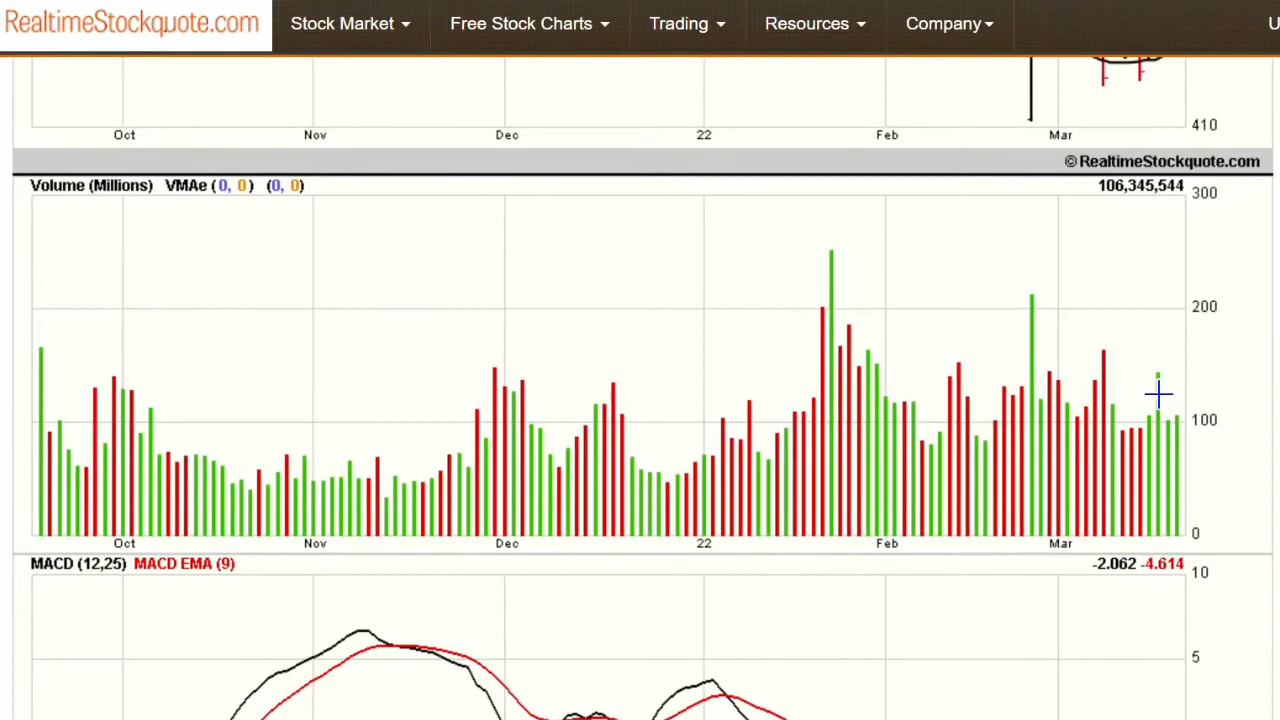 RealtimeStockquote.com Stock Market Free Stock Charts Trading Resources Company U
410
Oct Nov Dec 22 Feb Mar
© RealtimeStockquote.com
Volume (Millions) VMAe (0, 0) (0, 0) 106,345,544
300
200
100
0
Oct Nov Dec 22 Feb Mar
MACD (12,25) MACD EMA (9) -2.062 -4.614
10
5